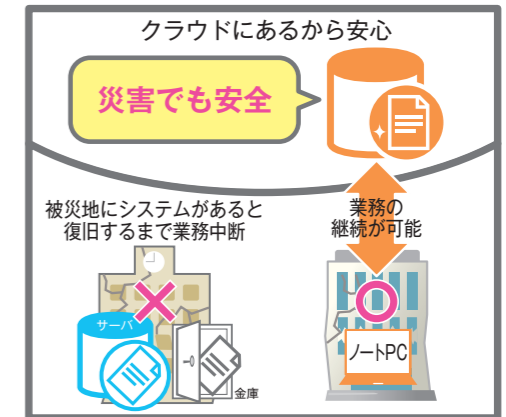 クラウドにあるから安心
災害でも安全
被災地にシステムがあると
復旧するまで業務中断
業務の
継続が可能
サーバ
金庫
ノートPC